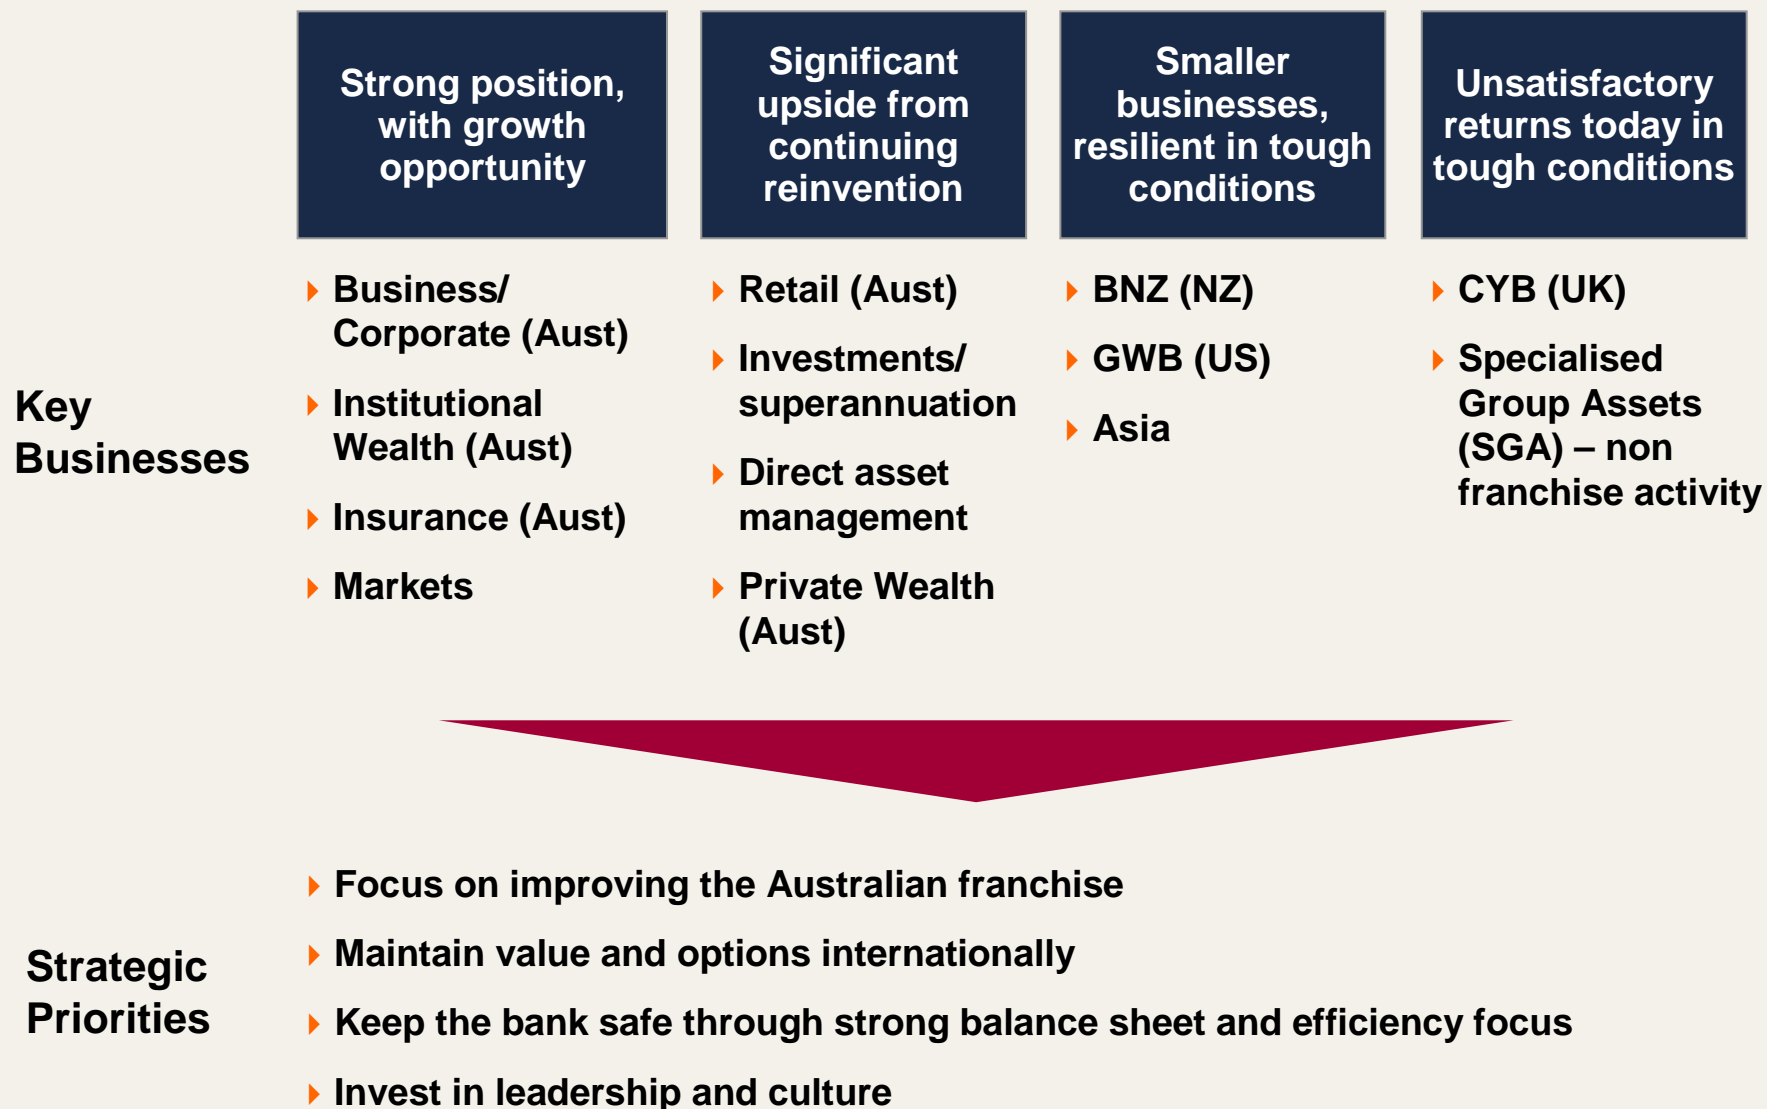 Strong position,
with growth
opportunity
Significant
upside from
continuing
reinvention
Smaller
businesses,
resilient in tough
conditions
Unsatisfactory
returns today in
tough conditions
Key
Businesses
Business/
Corporate (Aust)
Institutional
Wealth (Aust)
Insurance (Aust)
Markets
Retail (Aust)
Investments/
superannuation
Direct asset
management
Private Wealth
(Aust)
BNZ (NZ)
GWB (US)
Asia
CYB (UK)
Specialised
Group Assets
(SGA) – non
franchise activity
Strategic
Priorities
Focus on improving the Australian franchise
Maintain value and options internationally
Keep the bank safe through strong balance sheet and efficiency focus
Invest in leadership and culture